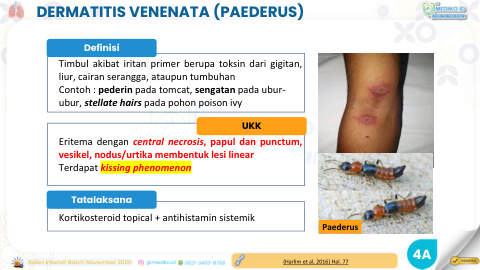 DERMATITIS VENENATA (PAEDERUS)
Definisi
Timbul akibat iritan primer berupa toksin dari gigitan,
liur, cairan serangga, ataupun tumbuhan
Contoh : pederin pada tomcat, sengatan pada ubur-
ubur, stellate hairs pada pohon poison ivy
UKK
Eritema dengan central necrosis, papul dan punctum,
vesikel, nodus/urtika membentuk lesi linear
Terdapat kissing phenomenon
Tatalaksana
Kortikosteroid topical + antihistamin sistemik
Paederus
(Harlim et al, 2016) Hal. 77
4A